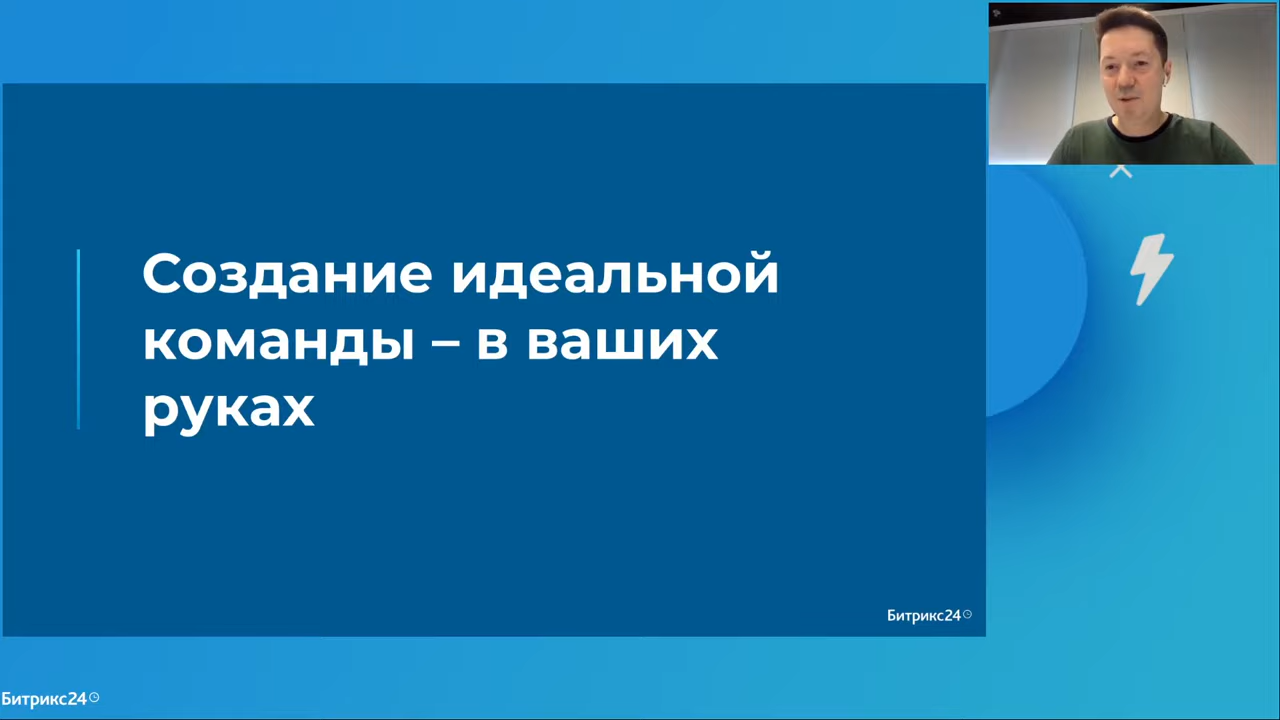 Создание идеальной
команды – в ваших
руках
Битрикс24
Битрикс24